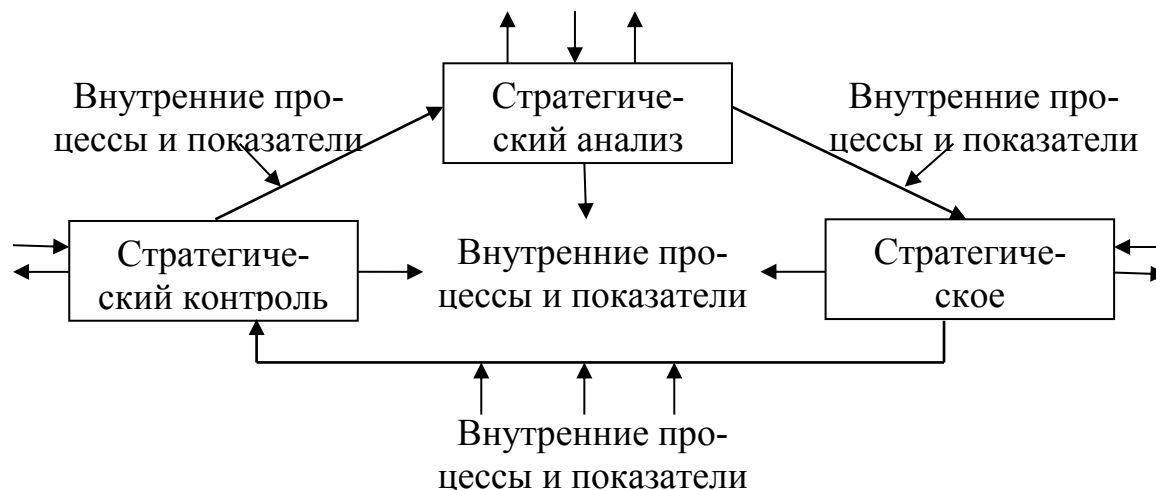 Стратегиче-
ский анализ
Внутренние про-
цессы и показатели
Внутренние про-
цессы и показатели
Стратегиче-
ский контроль
Внутренние про-
цессы и показатели
Стратегиче-
ское
Внутренние про-
цессы и показатели